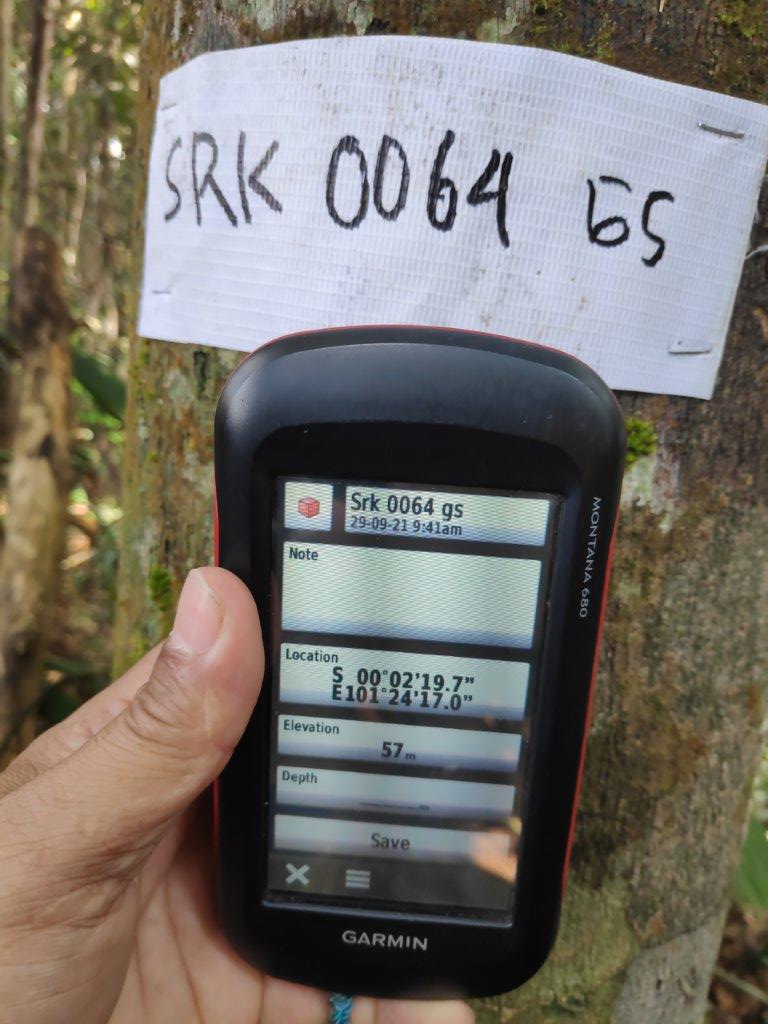 SRK 0064 GS
MONTANA 680
Srk 0064 gs
29-09-21 9:41am
Note
Location
S 00°02'19.7"
E101°24'17.0"
Elevation
57m
Depth
_____m
Save
GARMIN